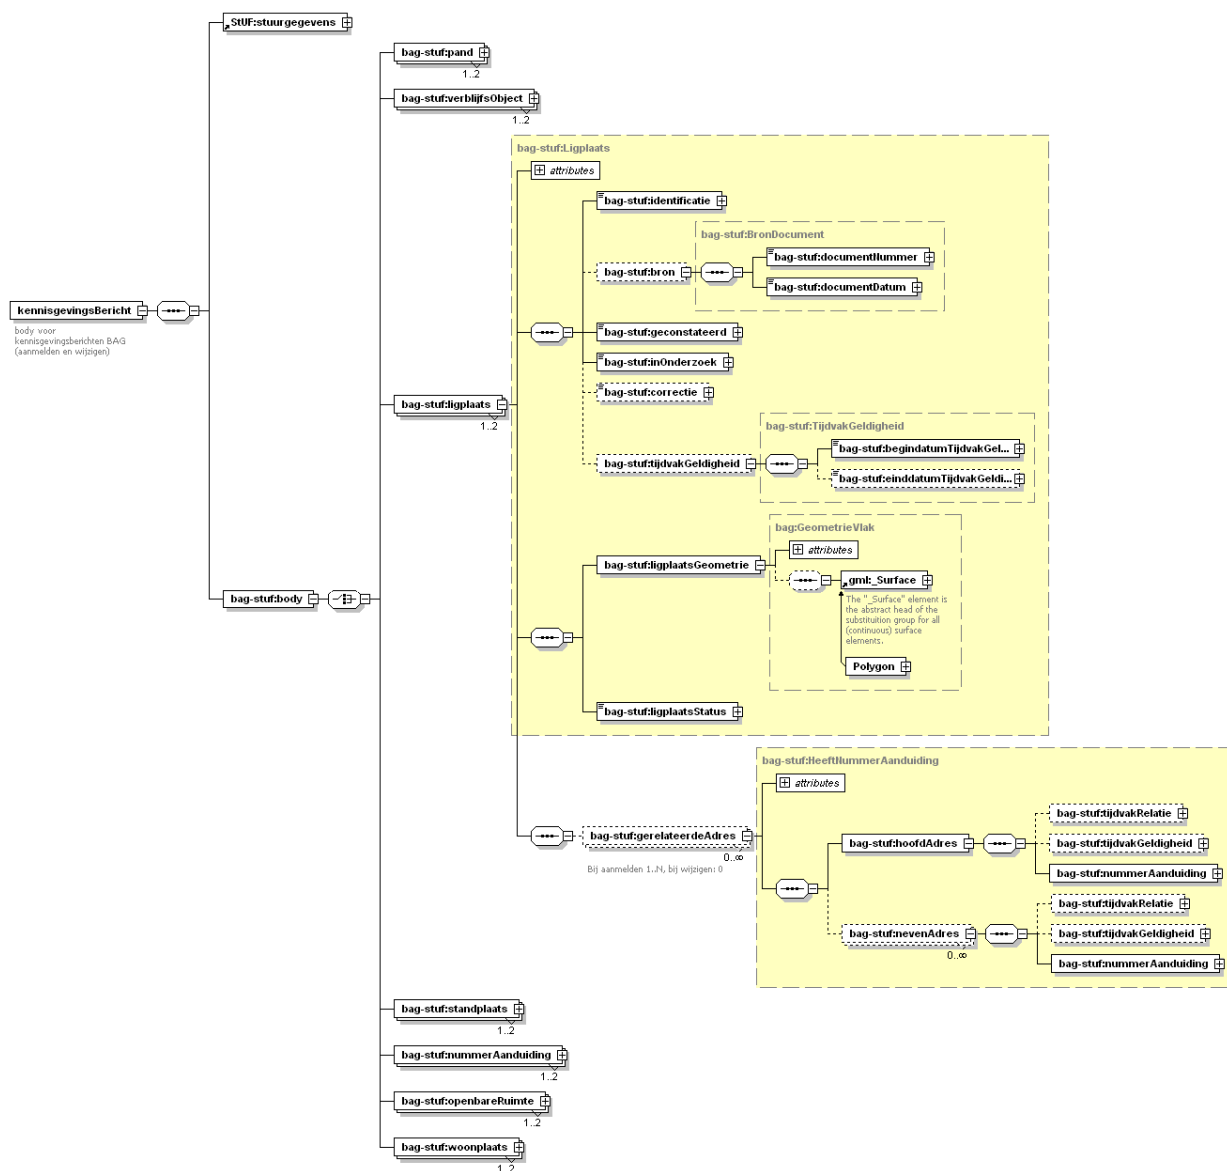 StUF:stuurgegevens
bag-stuf:pand
1..2
bag-stuf:verblijfsObject
1..2
bag-stuf:Ligplaats
attributes
bag-stuf:identificatie
bag-stuf:BronDocument
bag-stuf:documentNummer
bag-stuf:bron
bag-stuf:documentDatum
kennisgevingsBericht
body voor
kennisgevingsberichten BAG
(aanmelden en wijzigen)
bag-stuf:geconstateerd
bag-stuf:inOnderzoek
bag-stuf:correctie
bag-stuf:ligplaats
1..2
bag-stuf:TijdvakGeldigheid
bag-stuf:begindatumTijdvakGel...
bag-stuf:tijdvakGeldigheid
bag-stuf:einddatumTijdvakGeldi...
bag:GeometrieVlak
attributes
bag-stuf:ligplaatsGeometrie
gml:_Surface
The "_Surface" element is
the abstract head of the
substituition group for all
(continuous) surface
elements.
bag-stuf:body
Polygon
bag-stuf:ligplaatsStatus
bag-stuf:HeeftNummerAanduiding
attributes
bag-stuf:gerelateerdeAdres
0..∞
Bij aanmelden 1..N, bij wijzigen: 0
bag-stuf:tijdvakRelatie
bag-stuf:hoofdAdres
bag-stuf:tijdvakGeldigheid
bag-stuf:nummerAanduiding
bag-stuf:tijdvakRelatie
bag-stuf:nevenAdres
0..∞
bag-stuf:tijdvakGeldigheid
bag-stuf:nummerAanduiding
bag-stuf:standplaats
1..2
bag-stuf:nummerAanduiding
1..2
bag-stuf:openbareRuimte
1..2
bag-stuf:woonplaats
1..2